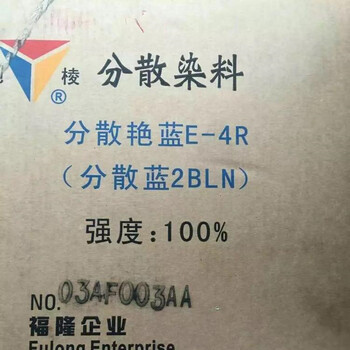 棱 分散染料
®
分散艳蓝E-4R
（分散蓝2BLN）
强度:100%
NO.03AF003AA
福隆企业
Fulong Enterprise